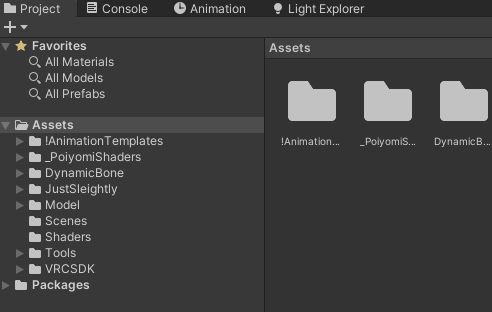 Project
Console
Animation
Light Explorer
Favorites
All Materials
All Models
All Prefabs
Assets
!AnimationTemplates
_PoiyomiShaders
DynamicBone
JustSleightly
Model
Scenes
Shaders
Tools
VRCSDK
Packages
Assets
!Animation...
_PoiyomiS...
DynamicB...